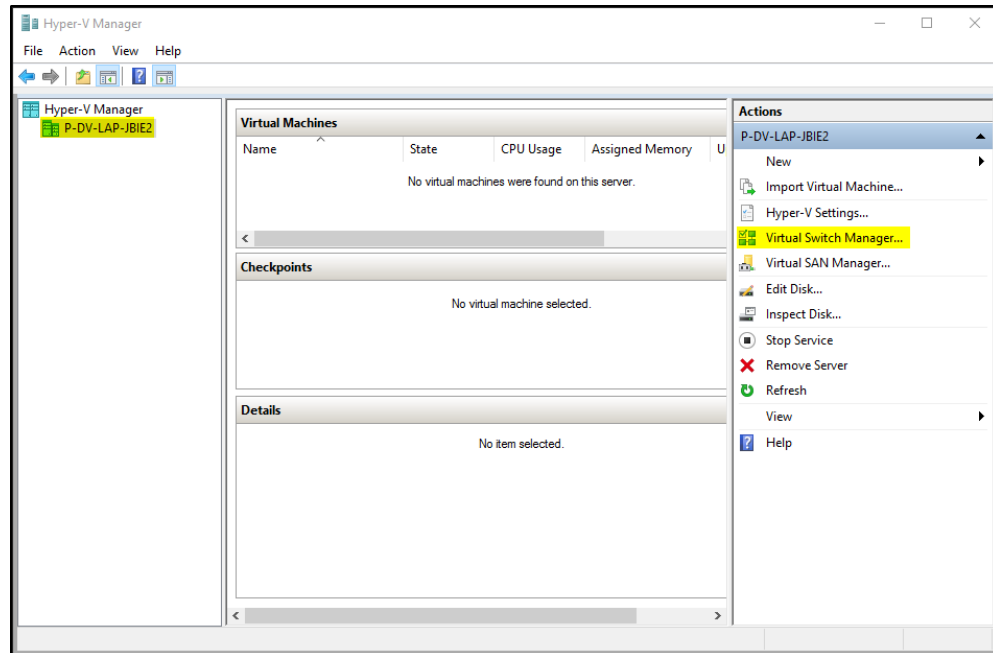 Hyper-V Manager
File Action View Help
Hyper-V Manager
P-DV-LAP-JBIE2
Virtual Machines
Name State CPU Usage Assigned Memory U
No virtual machines were found on this server.
Checkpoints
No virtual machine selected.
Details
No item selected.
Actions
P-DV-LAP-JBIE2
New
Import Virtual Machine...
Hyper-V Settings...
Virtual Switch Manager...
Virtual SAN Manager...
Edit Disk...
Inspect Disk...
Stop Service
Remove Server
Refresh
View
Help